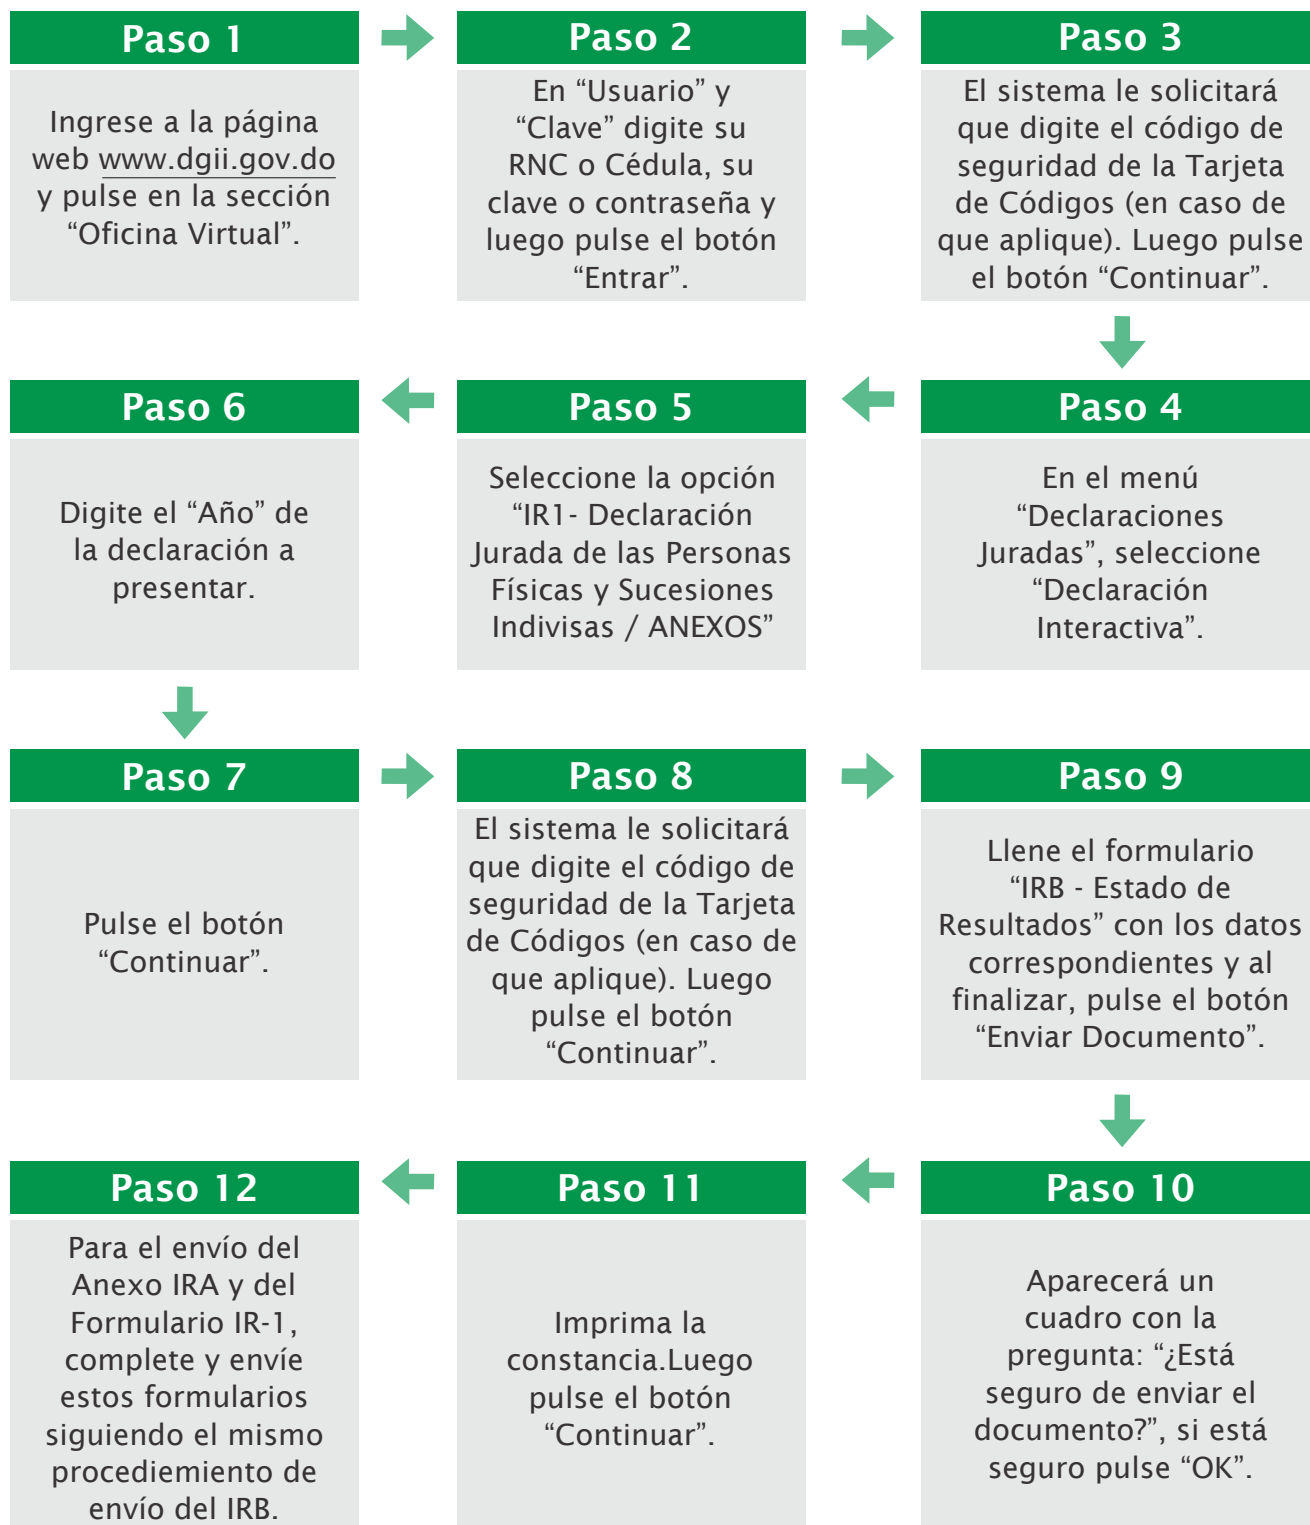 Paso 1
Ingrese a la página
web www.dgii.gov.do
y pulse en la sección
“Oficina Virtual”.
Paso 2
En “Usuario” y
“Clave” digite su
RNC o Cédula, su
clave o contraseña y
luego pulse el botón
“Entrar”.
Paso 3
El sistema le solicitará
que digite el código de
seguridad de la Tarjeta
de Códigos (en caso de
que aplique). Luego pulse
el botón “Continuar”.
Paso 4
En el menú
“Declaraciones
Juradas”, seleccione
“Declaración
Interactiva”.
Paso 5
Seleccione la opción
“IR1- Declaración
Jurada de las Personas
Físicas y Sucesiones
Indivisas / ANEXOS”
Paso 6
Digite el “Año” de
la declaración a
presentar.
Paso 7
Pulse el botón
“Continuar”.
Paso 8
El sistema le solicitará
que digite el código de
seguridad de la Tarjeta
de Códigos (en caso de
que aplique). Luego
pulse el botón
“Continuar”.
Paso 9
Llene el formulario
“IRB - Estado de
Resultados” con los datos
correspondientes y al
finalizar, pulse el botón
“Enviar Documento”.
Paso 10
Aparecerá un
cuadro con la
pregunta: “¿Está
seguro de enviar el
documento?”, si está
seguro pulse “OK”.
Paso 11
Imprima la
constancia.Luego
pulse el botón
“Continuar”.
Paso 12
Para el envío del
Anexo IRA y del
Formulario IR-1,
complete y envíe
estos formularios
siguiendo el mismo
procediemiento de
envío del IRB.